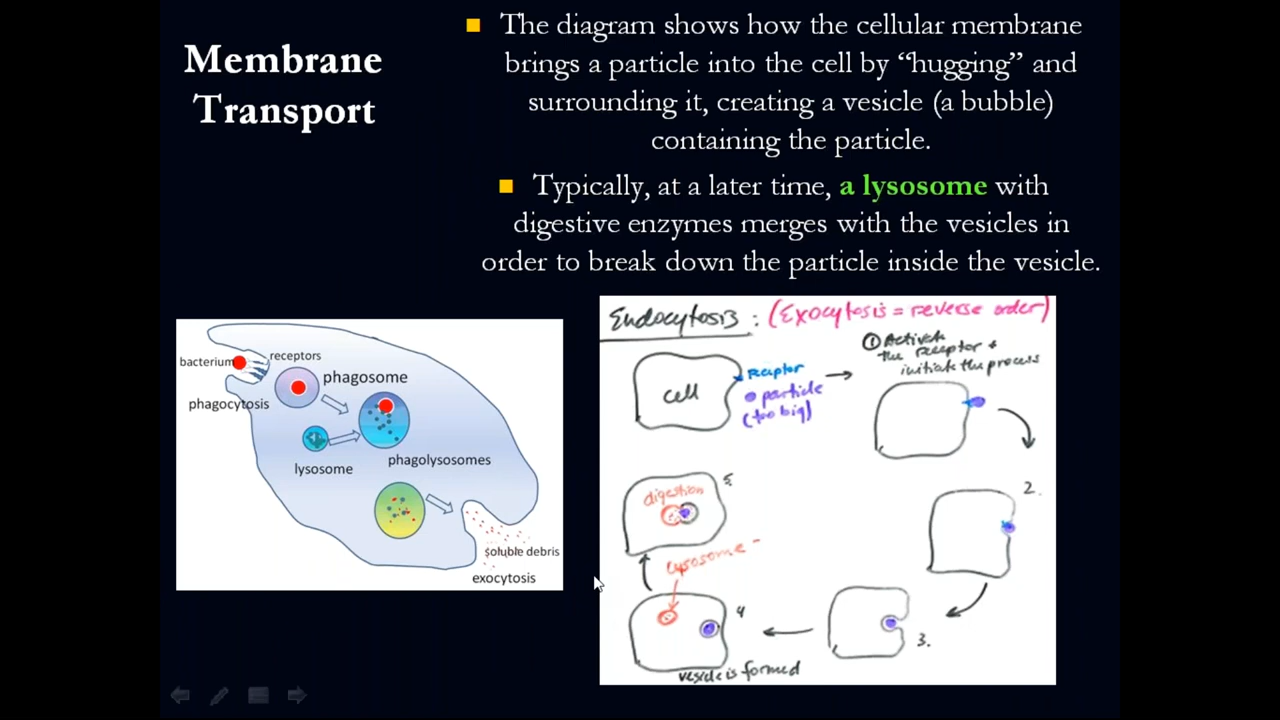 Membrane
Transport
The diagram shows how the cellular membrane
brings a particle into the cell by “hugging” and
surrounding it, creating a vesicle (a bubble)
containing the particle.
Typically, at a later time, a lysosome with
digestive enzymes merges with the vesicles in
order to break down the particle inside the vesicle.
bacterium
receptors
phagosome
phagocytosis
lysosome
phagolysosomes
soluble debris
exocytosis
Endocytosis : (Exocytosis = reverse order)
① Activate
the receptor +
initiate the process
cell
receptor
particle
(too big)
2.
3.
4
vesicle is formed
lysosome -
5.
digestion